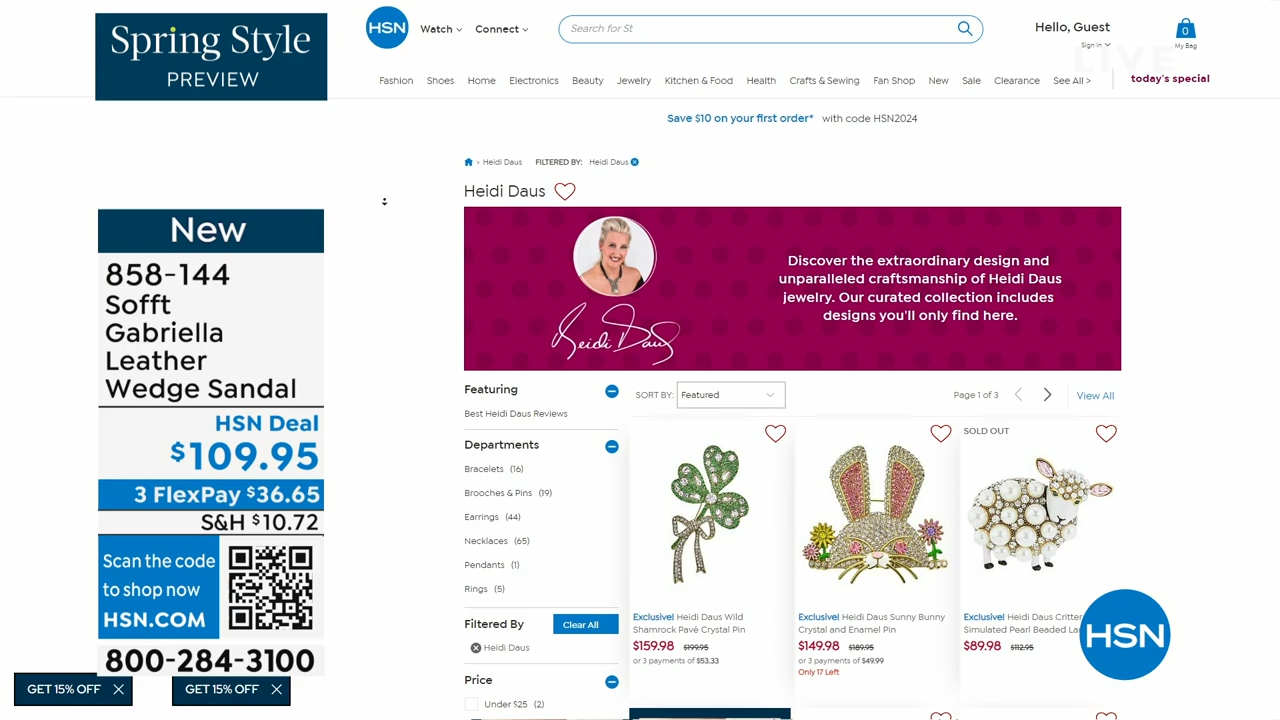 Spring Style
PREVIEW
HSN
Watch
Connect
Search for St
Hello, Guest
Sign In
0
My Bag
LIVE
Fashion Shoes Home Electronics Beauty Jewelry Kitchen & Food Health Crafts & Sewing Fan Shop New Sale Clearance See All >
today's special
Save $10 on your first order* with code HSN2024
> Heidi Daus FILTERED BY: Heidi Daus
Heidi Daus
Heidi Daus
Discover the extraordinary design and
unparalleled craftsmanship of Heidi Daus
jewelry. Our curated collection includes
designs you'll only find here.
New
858-144
Sofft
Gabriella
Leather
Wedge Sandal
HSN Deal
$109.95
3 FlexPay $36.65
S&H $10.72
Scan the code
to shop now
HSN.COM
800-284-3100
GET 15% OFF
GET 15% OFF
Featuring
Best Heidi Daus Reviews
Departments
Bracelets (16)
Brooches & Pins (19)
Earrings (44)
Necklaces (65)
Pendants (1)
Rings (5)
Filtered By
Clear All
Heidi Daus
Price
Under $25 (2)
SORT BY: Featured
Page 1 of 3
View All
Exclusive! Heidi Daus Wild
Shamrock Pavé Crystal Pin
$159.98 $199.95
or 3 payments of $53.33
Exclusive! Heidi Daus Sunny Bunny
Crystal and Enamel Pin
$149.98 $189.95
or 3 payments of $49.99
Only 17 Left
SOLD OUT
Exclusive! Heidi Daus Critter
Simulated Pearl Beaded
$89.98 $112.95
HSN